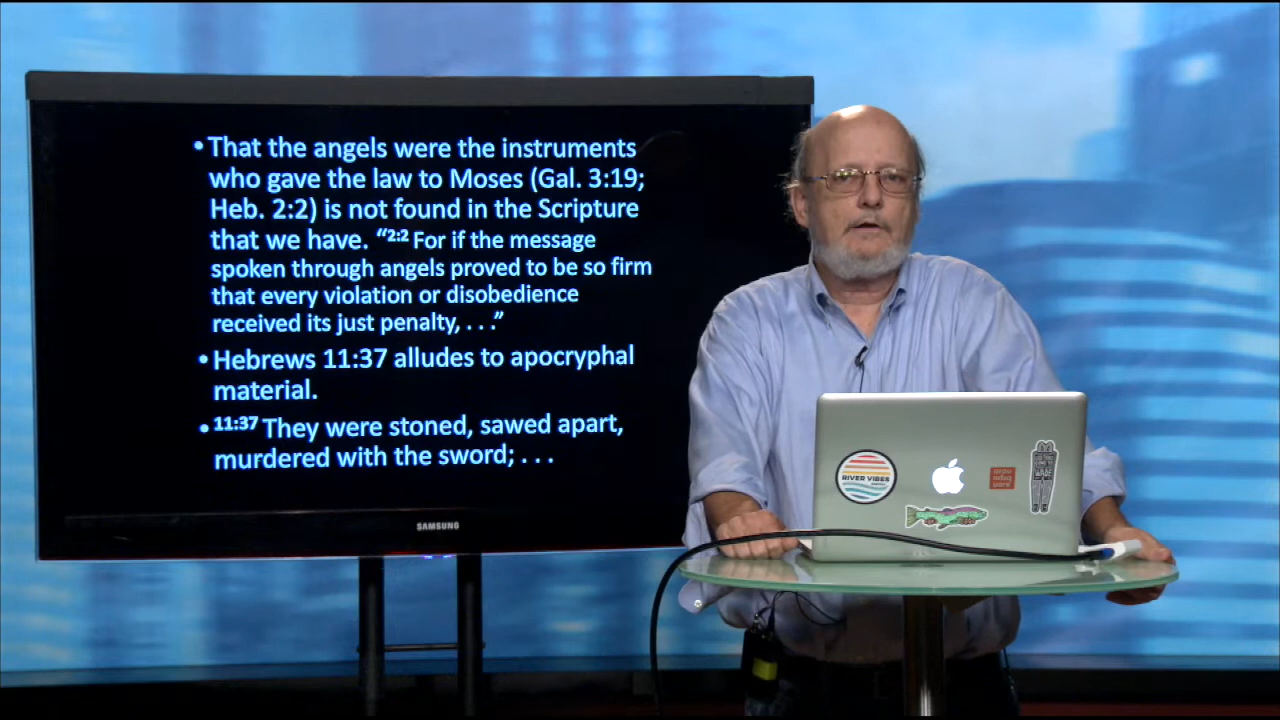 • That the angels were the instruments
who gave the law to Moses (Gal. 3:19;
Heb. 2:2) is not found in the Scripture
that we have. “2:2 For if the message
spoken through angels proved to be so firm
that every violation or disobedience
received its just penalty, . . .”
• Hebrews 11:37 alludes to apocryphal
material.
• 11:37 They were stoned, sawed apart,
murdered with the sword; . . .
SAMSUNG
RIVER VIBES